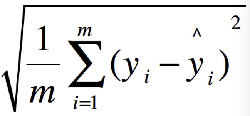 √(1/m ∑_{i=1}^{m} (y_i − ŷ_i)^2)